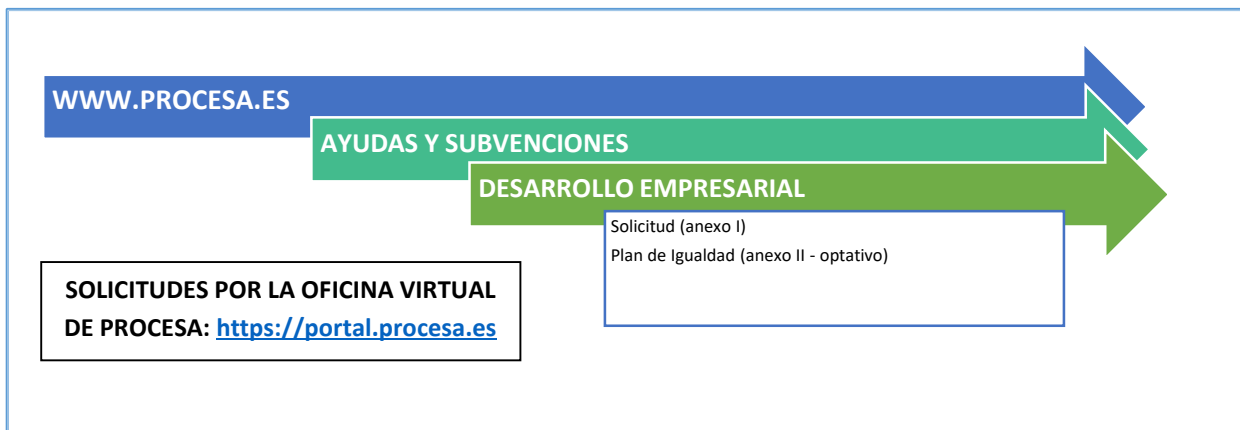 WWW.PROCESA.ES
AYUDAS Y SUBVENCIONES
DESARROLLO EMPRESARIAL
Solicitud (anexo I)
Plan de Igualdad (anexo II - optativo)
SOLICITUDES POR LA OFICINA VIRTUAL
DE PROCESA: https://portal.procesa.es